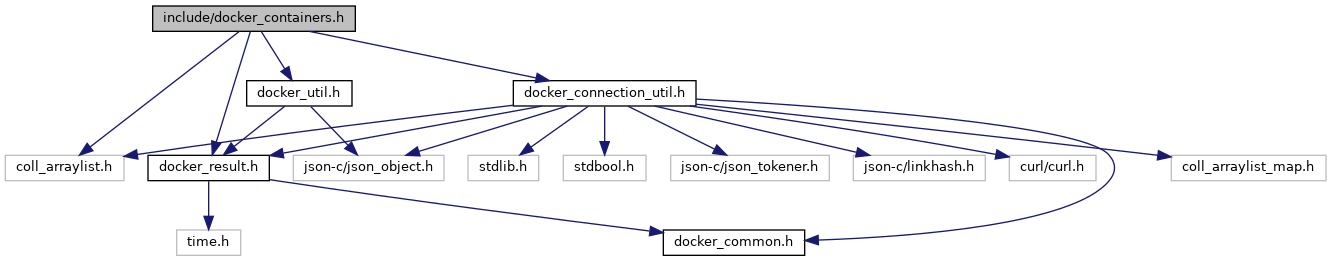 include/docker_containers.h
docker_util.h
docker_connection_util.h
coll_arraylist.h
docker_result.h
json-c/json_object.h
stdlib.h
stdbool.h
json-c/json_tokener.h
json-c/linkhash.h
curl/curl.h
coll_arraylist_map.h
time.h
docker_common.h